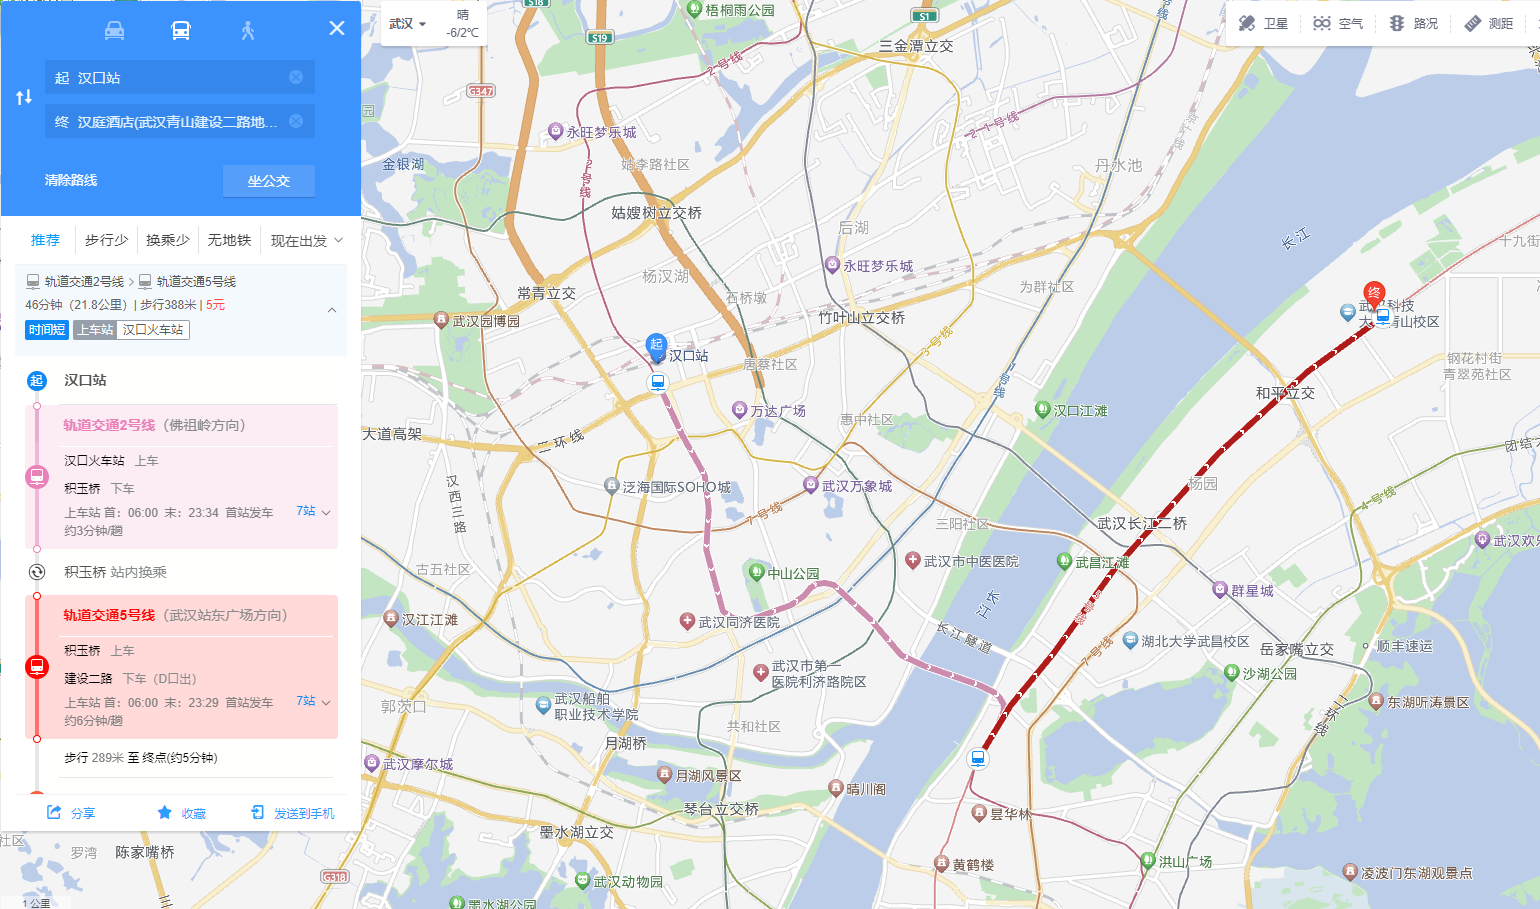 起 汉口站
终 汉庭酒店(武汉青山建设二路地...
清除路线
坐公交
推荐 步行少 换乘少 无地铁 现在出发
轨道交通2号线 > 轨道交通5号线
46分钟（21.8公里）| 步行388米 | 5元
时间短 上车站 汉口火车站
起 汉口站
轨道交通2号线（佛祖岭方向）
汉口火车站 上车
积玉桥 下车
上车站 首：06:00 末：23:34 首站发车 7站
约3分钟/趟
积玉桥 站内换乘
轨道交通5号线（武汉站东广场方向）
积玉桥 上车
建设二路 下车（D口出）
上车站 首：06:00 末：23:29 首站发车 7站
约6分钟/趟
步行 289米 至 终点(约5分钟)
分享 收藏 发送到手机
武汉
晴
-6/2℃
卫星 空气 路况 测距
S18
梧桐雨公园
S1
S19
三金潭立交
2号线
G347
永旺梦乐城
2号线
2-1号线
京广线
金银湖
姑李路社区
丹水池
姑嫂树立交桥
后湖
长江
十九街
杨汊湖
永旺梦乐城
石桥墩
为群社区
常青立交
终
武汉园博园
竹叶山立交桥
武汉科技
大学青山校区
3号线
起
汉口站
唐蔡社区
1号线
钢花村街
青翠苑社区
和平立交
万达广场
惠中社区
汉口江滩
大道高架
二环线
团结大
汉西三路
泛海国际SOHO城
武汉万象城
杨园
4号线
7号线
三阳社区
武汉长江二桥
武汉欢乐
古五社区
中山公园
武汉市中医医院
武昌江滩
群星城
长江
汉江江滩
武汉同济医院
长江隧道
7号线
湖北大学武昌校区
岳家嘴立交
顺丰速运
武汉市第一
医院利济路院区
沙湖公园
郭茨口
武汉船舶
职业技术学院
共和社区
二环线
东湖听涛景区
月湖桥
武汉摩尔城
月湖风景区
晴川阁
琴台立交桥
昙华林
墨水湖立交
社区
罗湾
陈家嘴桥
黄鹤楼
洪山广场
G318
武汉动物园
凌波门东湖观景点
1 公里
墨水湖公园